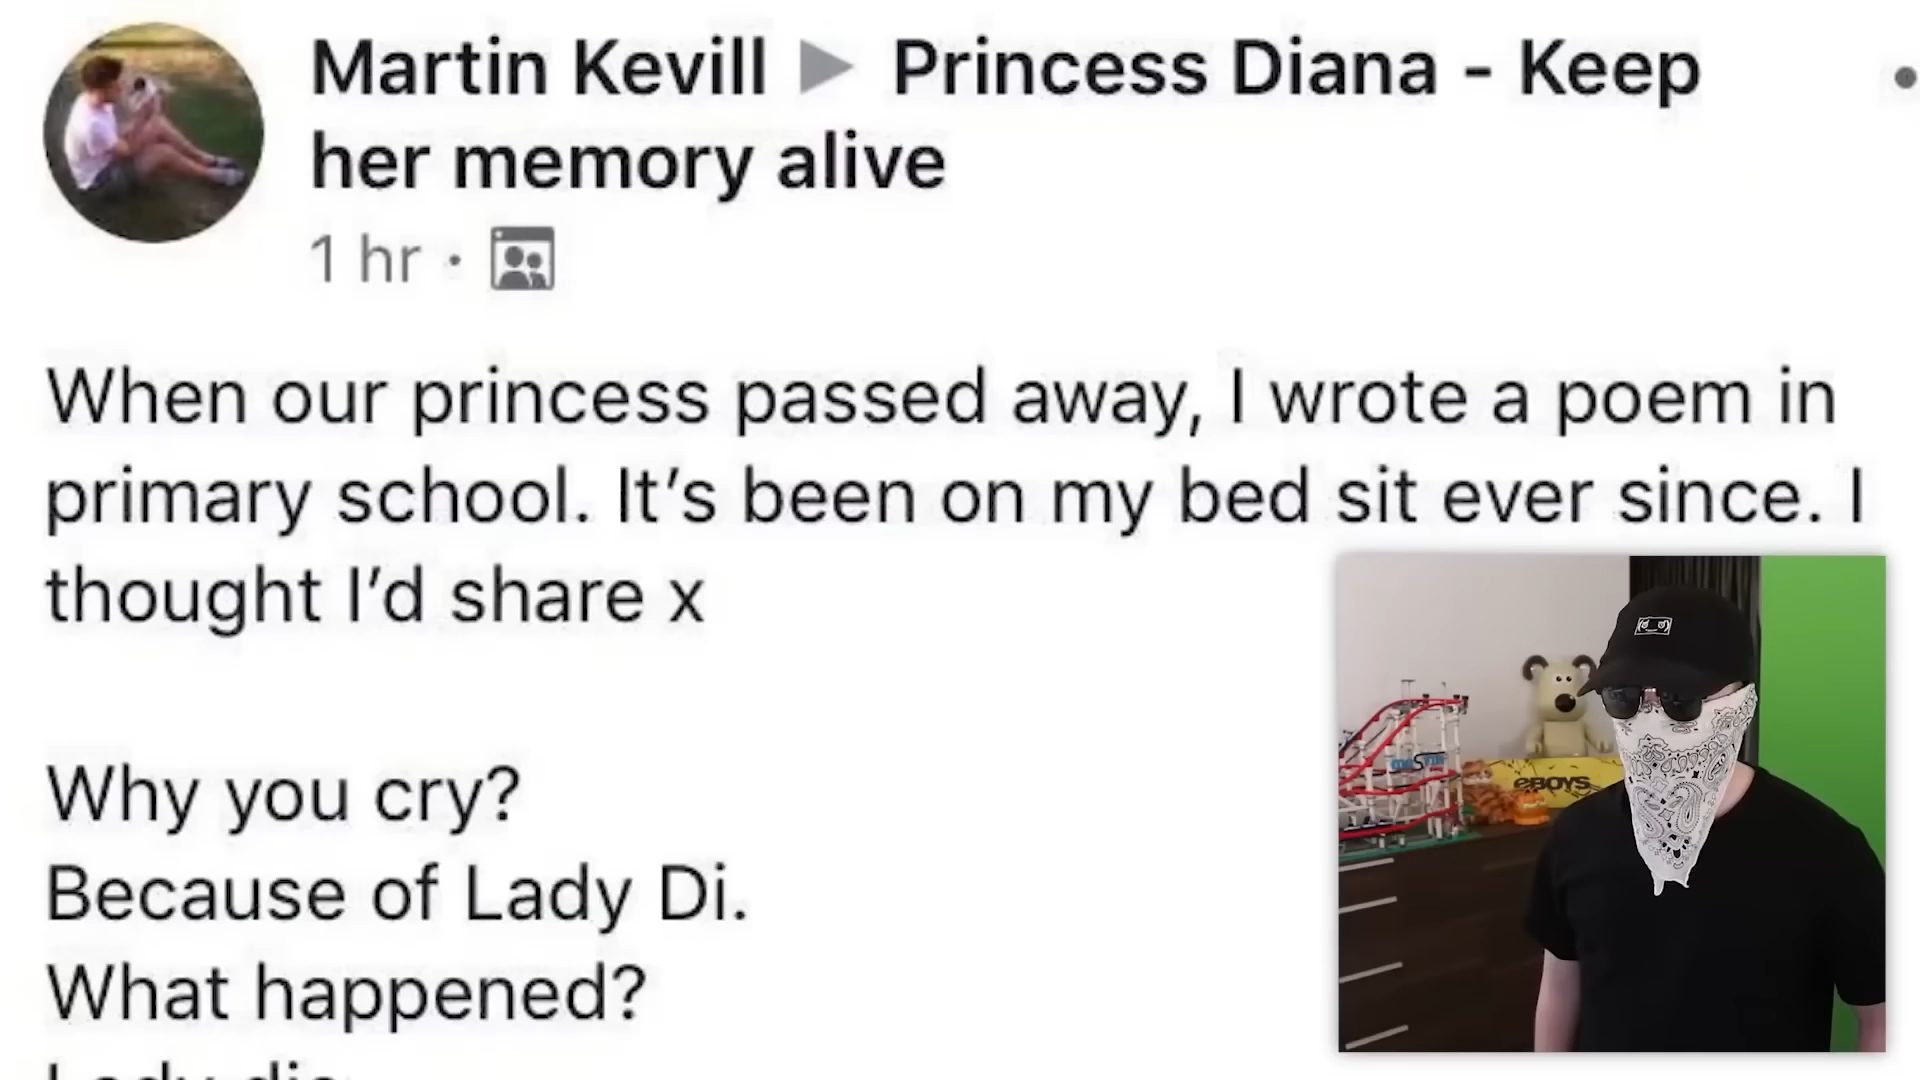 Martin Kevill ▶ Princess Diana - Keep
her memory alive
1 hr ·
When our princess passed away, I wrote a poem in
primary school. It’s been on my bed sit ever since. I
thought I’d share x
Why you cry?
Because of Lady Di.
What happened?
Lady die
eBOYS